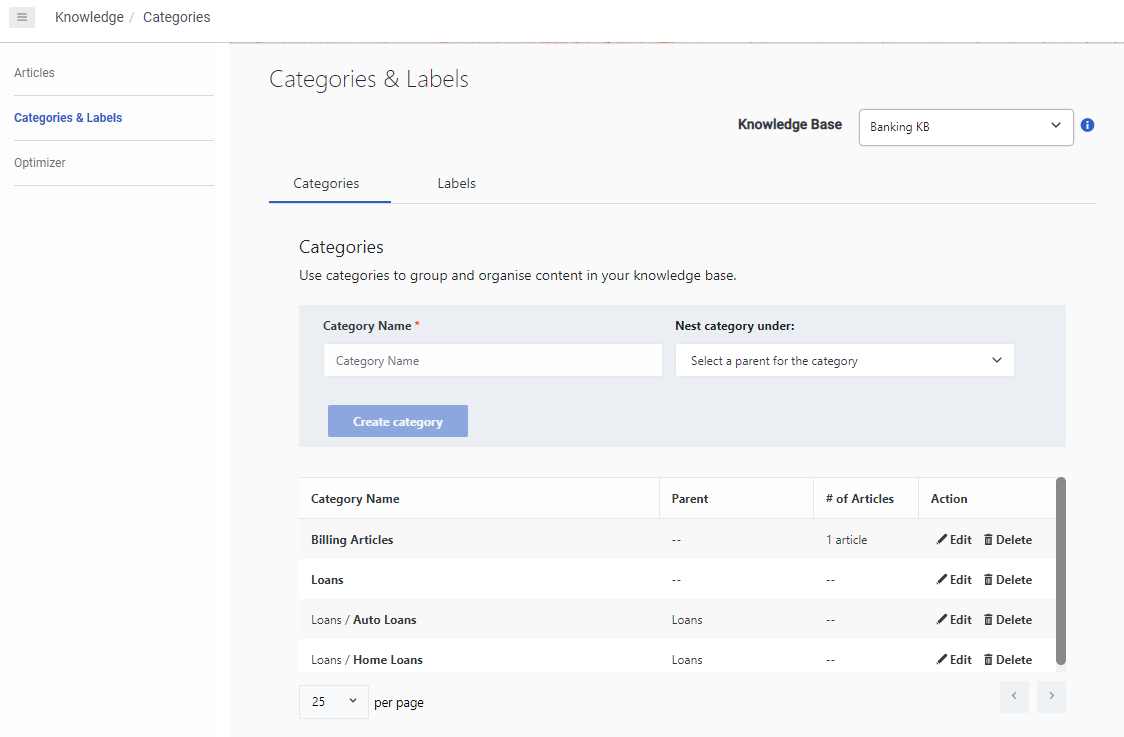 Knowledge / Categories
Articles
Categories & Labels
Optimizer
Categories & Labels
Knowledge Base
Banking KB
Categories
Labels
Categories
Use categories to group and organise content in your knowledge base.
Category Name *
Nest category under:
Category Name
Select a parent for the category
Create category
Category Name Parent # of Articles Action
Billing Articles -- 1 article Edit Delete
Loans -- -- Edit Delete
Loans / Auto Loans Loans -- Edit Delete
Loans / Home Loans Loans -- Edit Delete
25 per page